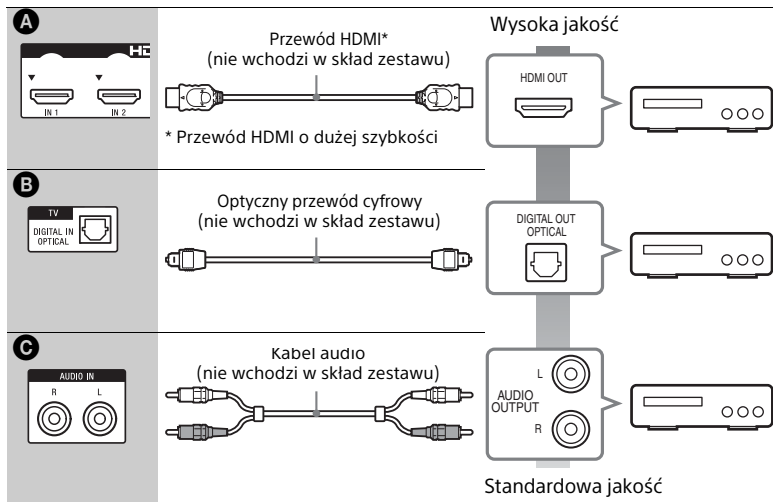 A
HD
IN 1 IN 2
Przewód HDMI*
(nie wchodzi w skład zestawu)
* Przewód HDMI o dużej szybkości
Wysoka jakość
HDMI OUT
B
TV
DIGITAL IN
OPTICAL
Optyczny przewód cyfrowy
(nie wchodzi w skład zestawu)
DIGITAL OUT
OPTICAL
C
AUDIO IN
R L
Kabel audio
(nie wchodzi w skład zestawu)
L
AUDIO
OUTPUT
R
Standardowa jakość